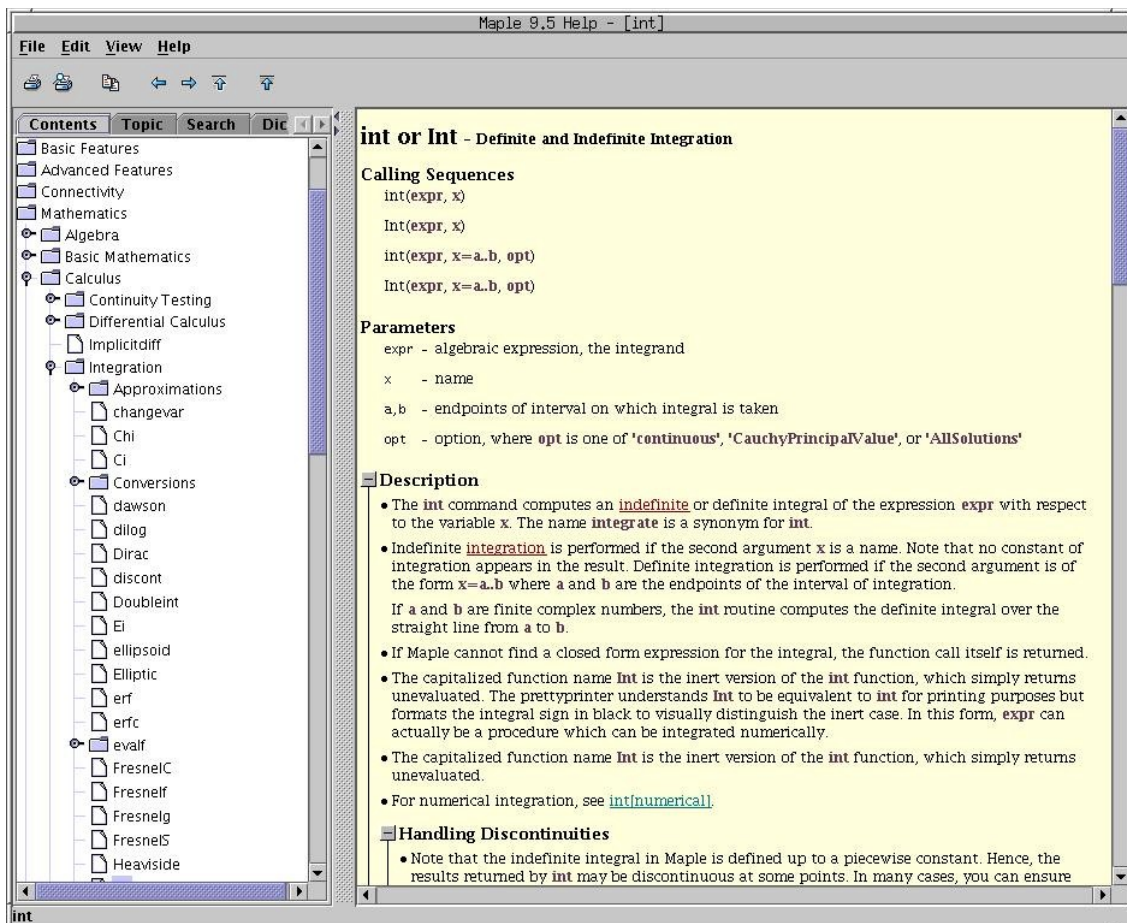 Maple 9.5 Help - [int]
File Edit View Help
Contents Topic Search Dic
Basic Features
Advanced Features
Connectivity
Mathematics
Algebra
Basic Mathematics
Calculus
Continuity Testing
Differential Calculus
Implicitdiff
Integration
Approximations
changevar
Chi
Ci
Conversions
dawson
dilog
Dirac
discont
Doubleint
Ei
ellipsoid
Elliptic
erf
erfc
evalf
FresnelC
Fresnelf
Fresnelg
FresnelS
Heaviside
int or Int - Definite and Indefinite Integration
Calling Sequences
int(expr, x)
Int(expr, x)
int(expr, x=a..b, opt)
Int(expr, x=a..b, opt)
Parameters
expr - algebraic expression, the integrand
x - name
a,b - endpoints of interval on which integral is taken
opt - option, where opt is one of 'continuous', 'CauchyPrincipalValue', or 'AllSolutions'
Description
• The int command computes an indefinite or definite integral of the expression expr with respect
to the variable x. The name integrate is a synonym for int.
• Indefinite integration is performed if the second argument x is a name. Note that no constant of
integration appears in the result. Definite integration is performed if the second argument is of
the form x=a..b where a and b are the endpoints of the interval of integration.
If a and b are finite complex numbers, the int routine computes the definite integral over the
straight line from a to b.
• If Maple cannot find a closed form expression for the integral, the function call itself is returned.
• The capitalized function name Int is the inert version of the int function, which simply returns
unevaluated. The prettyprinter understands Int to be equivalent to int for printing purposes but
formats the integral sign in black to visually distinguish the inert case. In this form, expr can
actually be a procedure which can be integrated numerically.
• The capitalized function name Int is the inert version of the int function, which simply returns
unevaluated.
• For numerical integration, see int[numerical].
Handling Discontinuities
• Note that the indefinite integral in Maple is defined up to a piecewise constant. Hence, the
results returned by int may be discontinuous at some points. In many cases, you can ensure
int